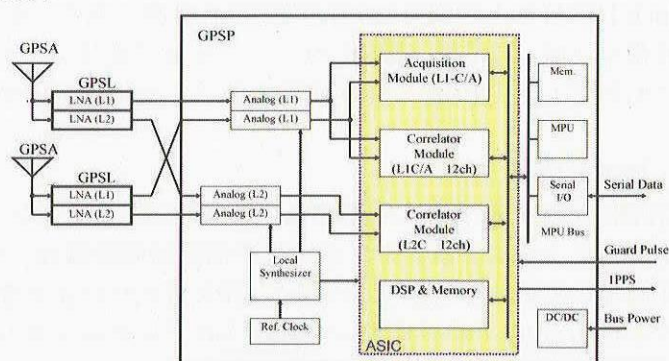 GPSP
GPSA
GPSL
LNA (L1)
LNA (L2)
GPSA
GPSL
LNA (L1)
LNA (L2)
Analog (L1)
Analog (L1)
Analog (L2)
Analog (L2)
Local
Synthesizer
Ref. Clock
Acquisition
Module (L1-C/A)
Correlator
Module
(L1C/A 12ch)
Correlator
Module
(L2C 12ch)
DSP & Memory
ASIC
Mem.
MPU
Serial
I/O
MPU Bus
DC/DC
Serial Data
Guard Pulse
1PPS
Bus Power